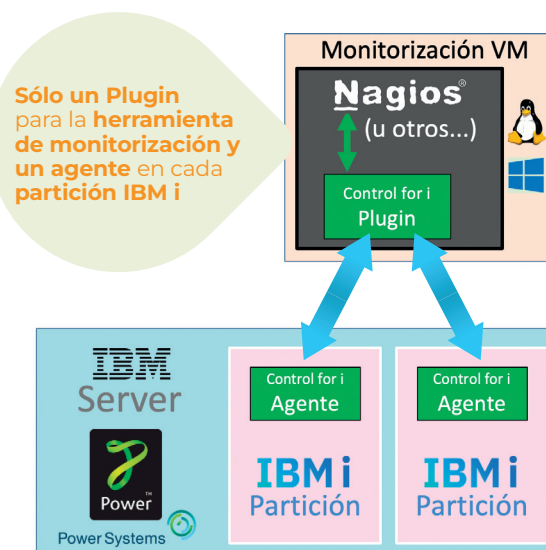 Sólo un Plugin
para la herramienta
de monitorización y
un agente en cada
partición IBM i
Monitorización VM
Nagios®
(u otros...)
Control for i
Plugin
IBM
Server
Power™
Power Systems
Control for i
Agente
IBM i
Partición
Control for i
Agente
IBM i
Partición